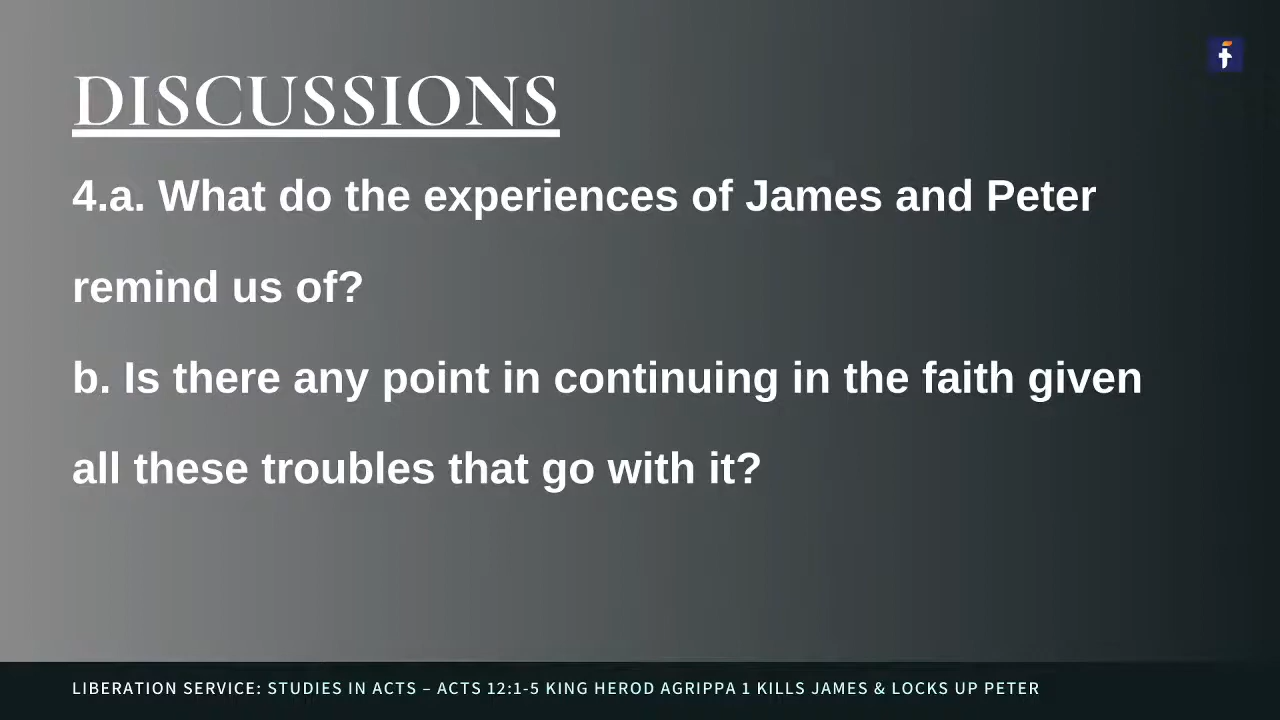 DISCUSSIONS
4.a. What do the experiences of James and Peter
remind us of?
b. Is there any point in continuing in the faith given
all these troubles that go with it?
LIBERATION SERVICE: STUDIES IN ACTS – ACTS 12:1-5 KING HEROD AGRIPPA 1 KILLS JAMES & LOCKS UP PETER